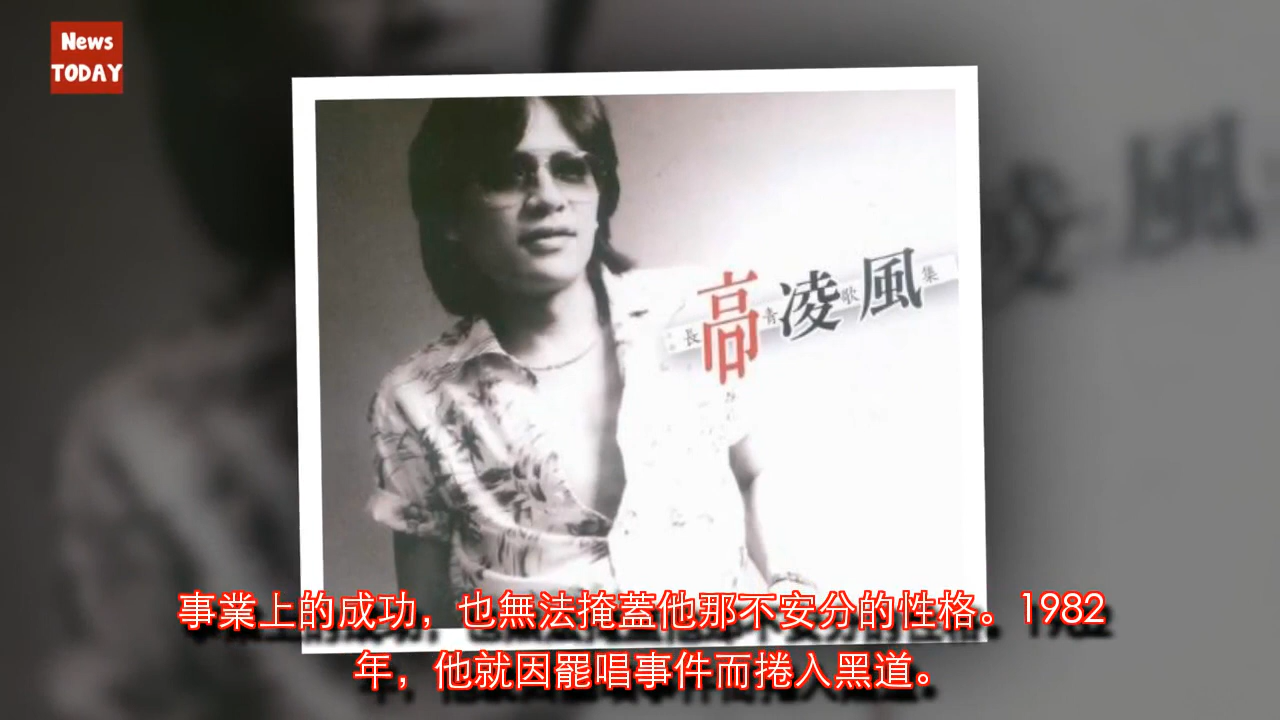 News
TODAY
高凌風
長青歌集
事業上的成功，也無法掩蓋他那不安分的性格。1982
年，他就因罷唱事件而捲入黑道。